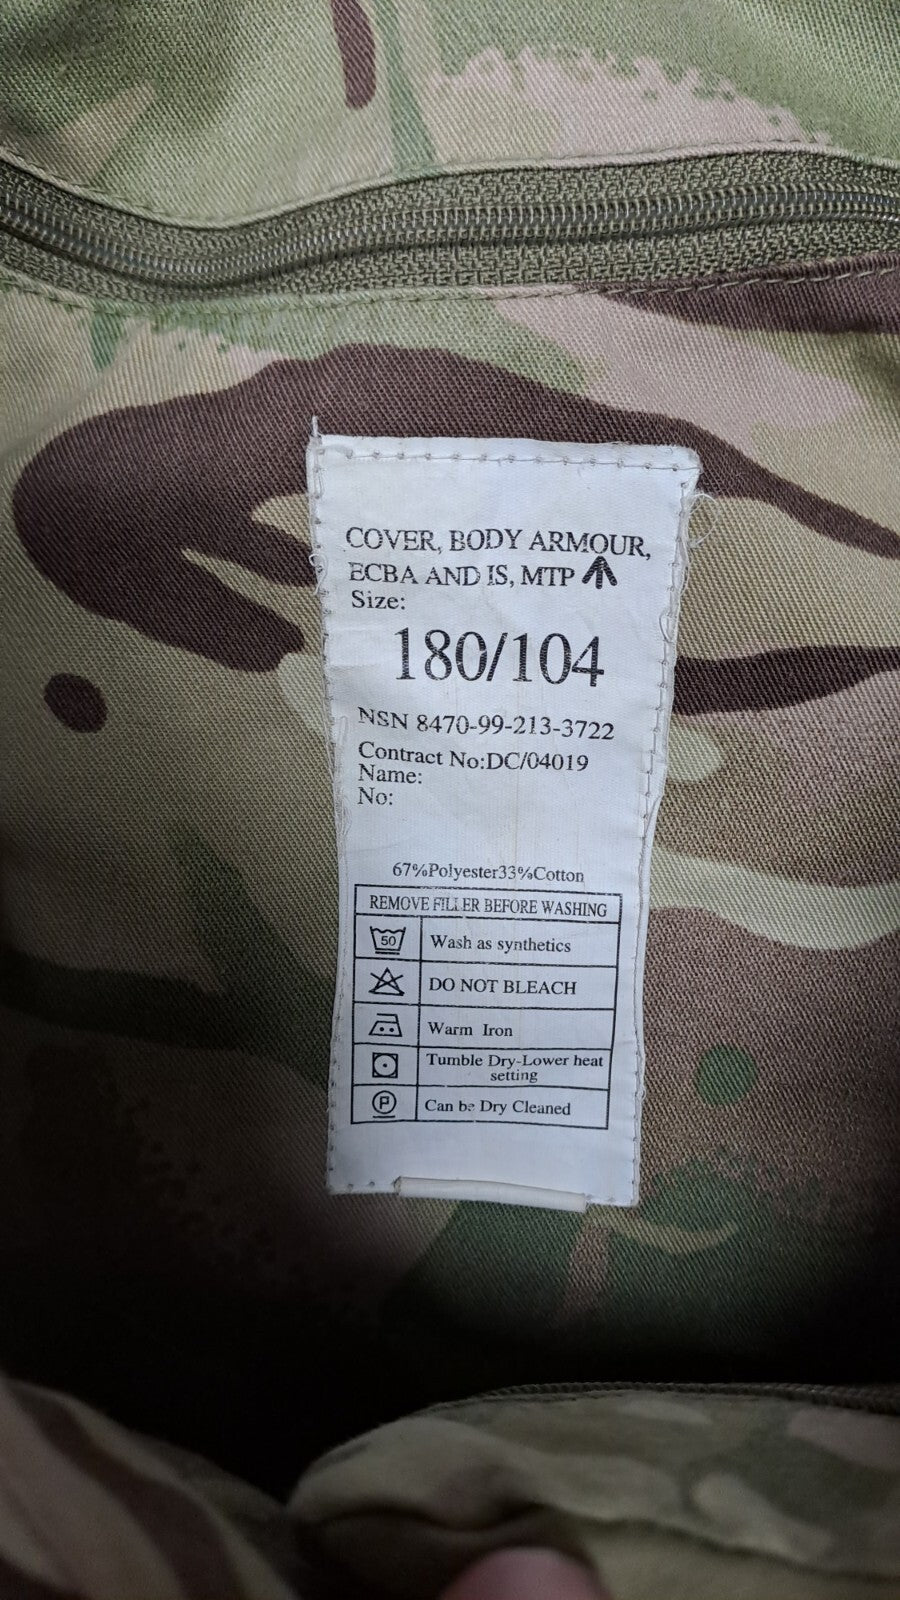 COVER, BODY ARMOUR,
ECBA AND IS, MTP
Size:
180/104
NSN 8470-99-213-3722
Contract No:DC/04019
Name:
No:
67%Polyester33%Cotton
REMOVE FILLER BEFORE WASHING
50 Wash as synthetics
DO NOT BLEACH
Warm Iron
Tumble Dry-Lower heat
setting
P Can be Dry Cleaned